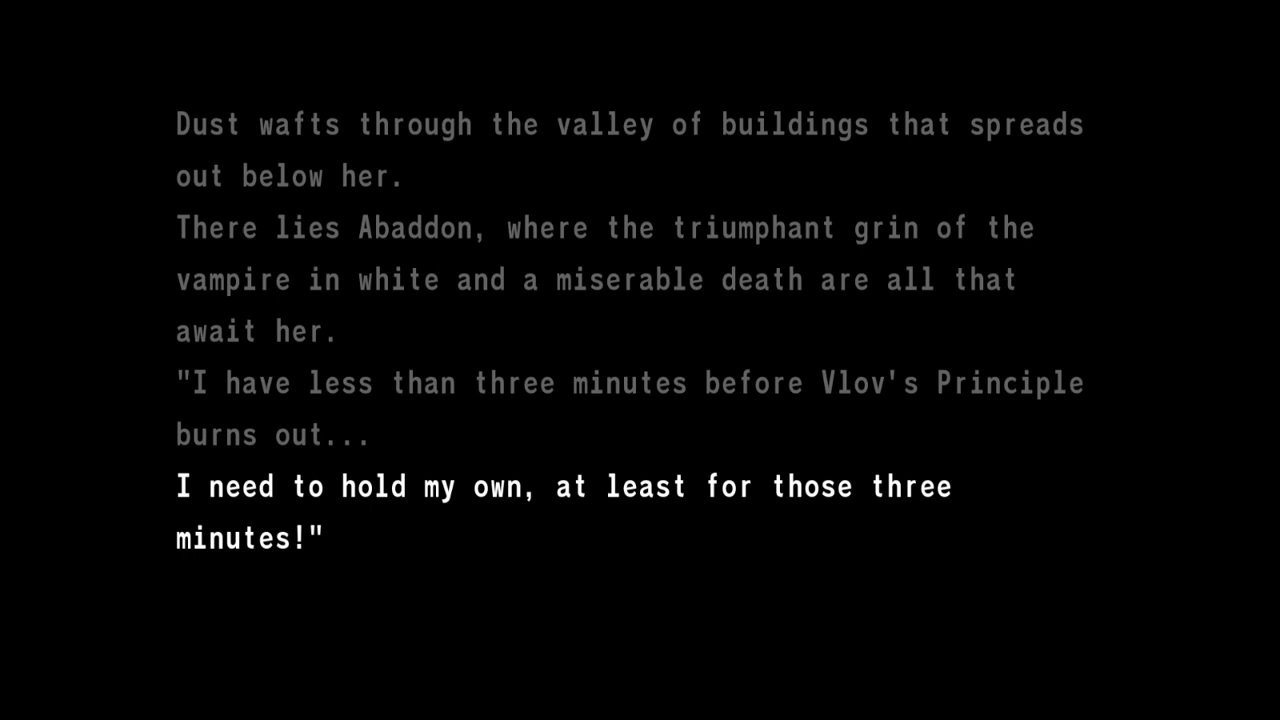 Dust wafts through the valley of buildings that spreads
out below her.
There lies Abaddon, where the triumphant grin of the
vampire in white and a miserable death are all that
await her.
"I have less than three minutes before Vlov's Principle
burns out...
I need to hold my own, at least for those three
minutes!"